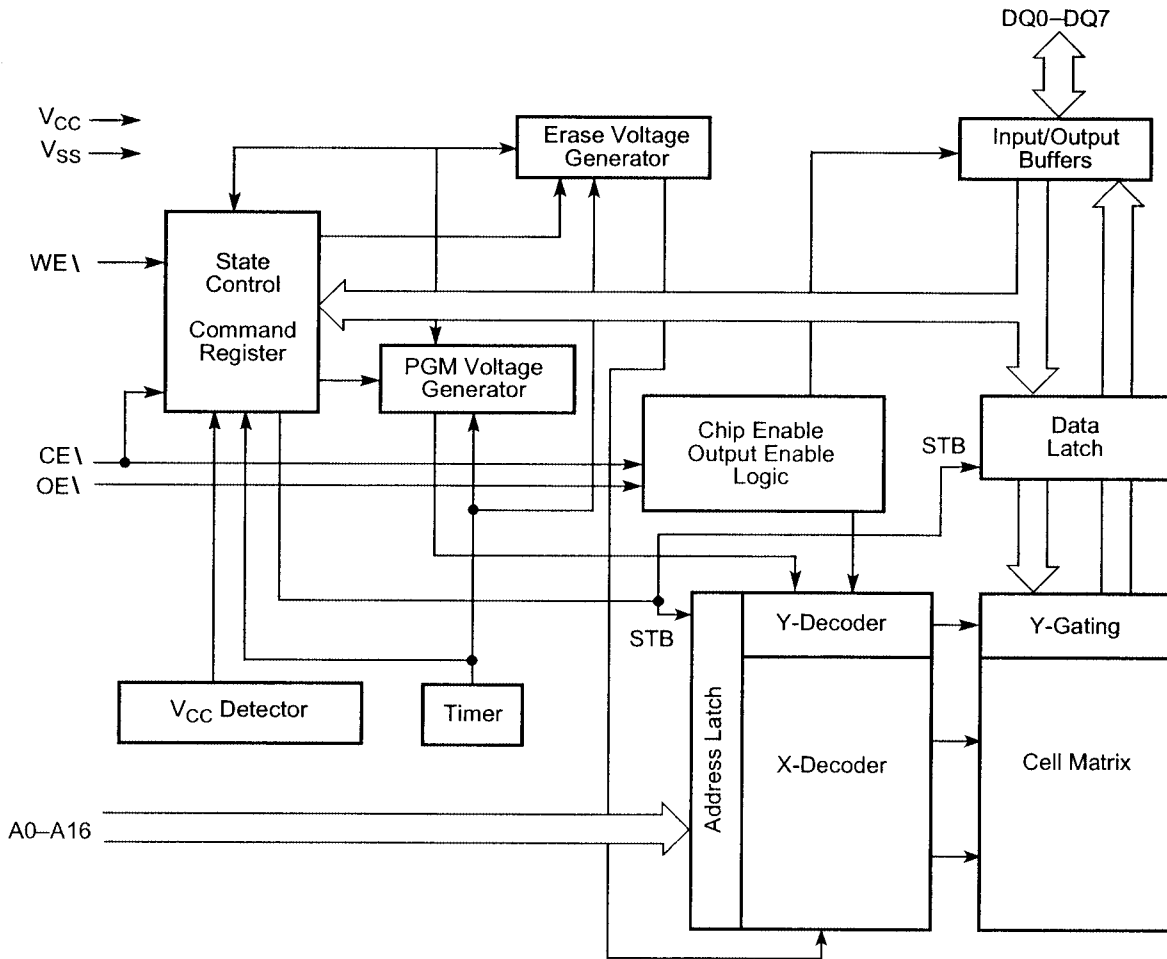 DQ0–DQ7
VCC
VSS
Erase Voltage
Generator
Input/Output
Buffers
WE\
State
Control
Command
Register
PGM Voltage
Generator
Chip Enable
Output Enable
Logic
STB
Data
Latch
CE\
OE\
STB
Address Latch
Y-Decoder
Y-Gating
VCC Detector
Timer
X-Decoder
Cell Matrix
A0–A16